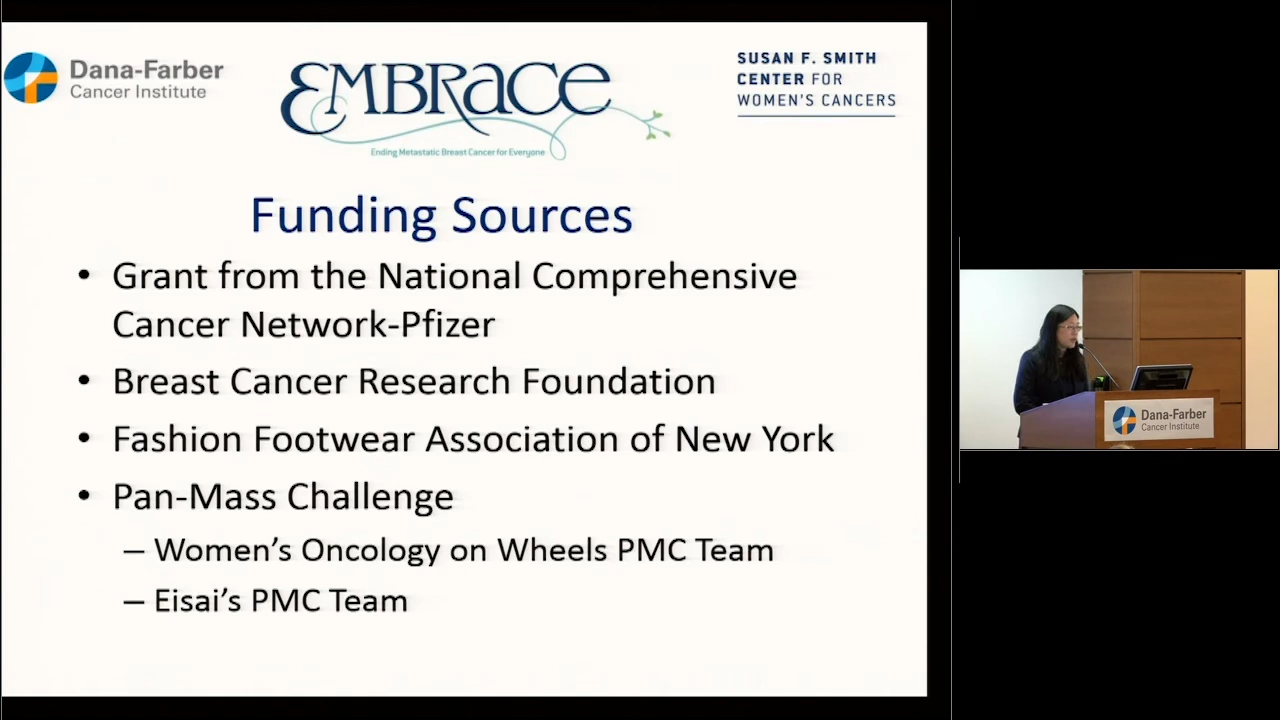 Dana-Farber
Cancer Institute
EMBRACE
Ending Metastatic Breast Cancer for Everyone
SUSAN F. SMITH
CENTER FOR
WOMEN'S CANCERS
Funding Sources
• Grant from the National Comprehensive
Cancer Network-Pfizer
• Breast Cancer Research Foundation
• Fashion Footwear Association of New York
• Pan-Mass Challenge
– Women's Oncology on Wheels PMC Team
– Eisai's PMC Team
Dana-Farber
Cancer Institute